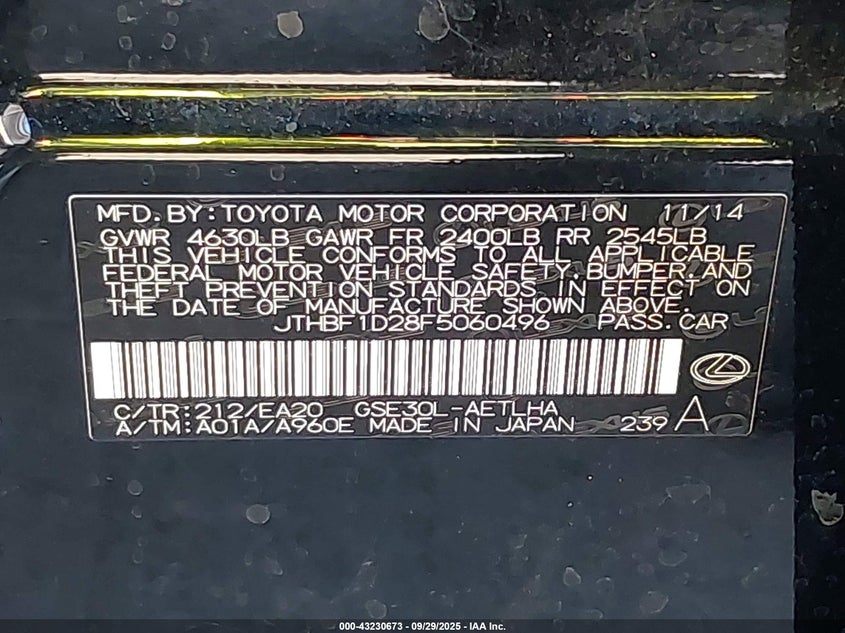 MFD.BY:TOYOTA MOTOR CORPORATION 11/14
GVWR 4630LB GAWR FR 2400LB RR 2545LB
THIS VEHICLE CONFORMS TO ALL APPLICABLE
FEDERAL MOTOR VEHICLE SAFETY,BUMPER,AND
THEFT PREVENTION STANDARDS IN EFFECT ON
THE DATE OF MANUFACTURE SHOWN ABOVE.
JTHBF1D28F5060496 PASS.CAR
C/TR:212/EA20 GSE30L-AETLHA
A/TM:A01A/A960E MADE IN JAPAN 239 A
000-43230673 - 09/29/2025 - IAA Inc.